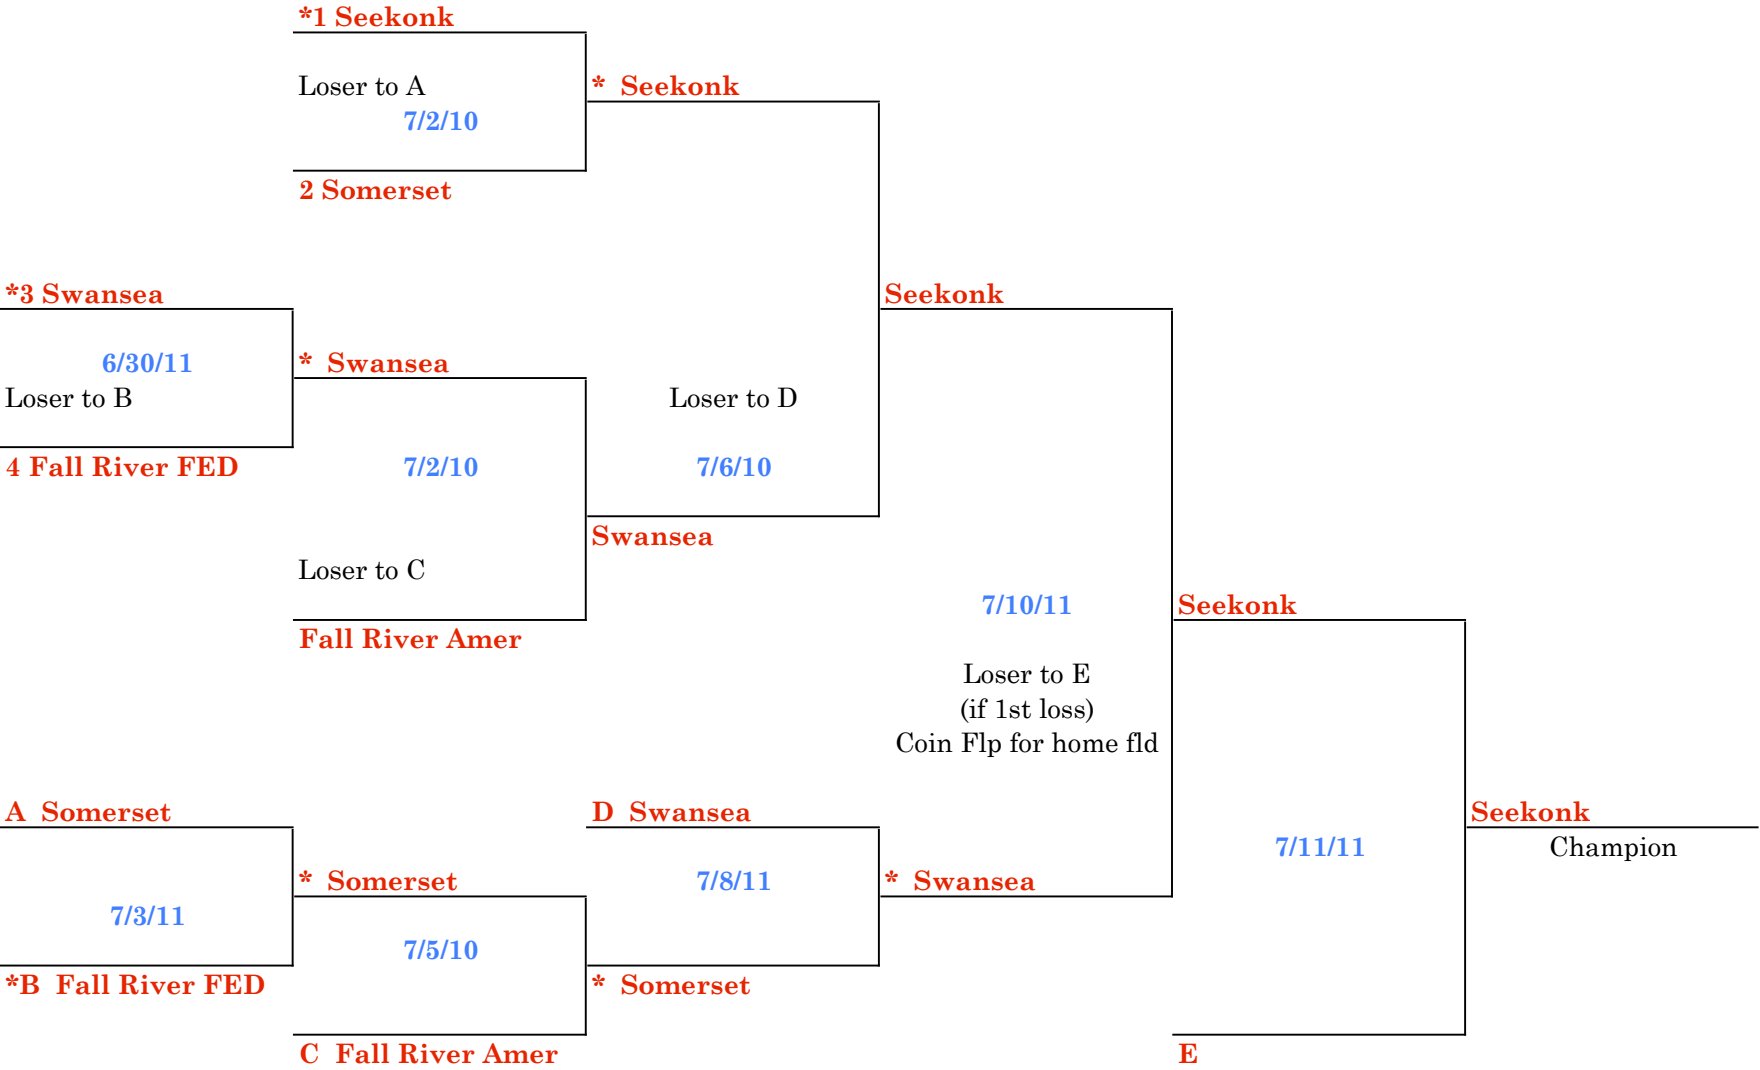 *1 Seekonk
Loser to A
* Seekonk
7/2/10
2 Somerset
*3 Swansea
Seekonk
6/30/11
* Swansea
Loser to B
Loser to D
4 Fall River FED
7/2/10
7/6/10
Swansea
Loser to C
7/10/11
Seekonk
Fall River Amer
Loser to E
(if 1st loss)
Coin Flp for home fld
A Somerset
D Swansea
Seekonk
7/11/11
Champion
* Somerset
7/8/11
* Swansea
7/3/11
7/5/10
*B Fall River FED
* Somerset
C Fall River Amer
E